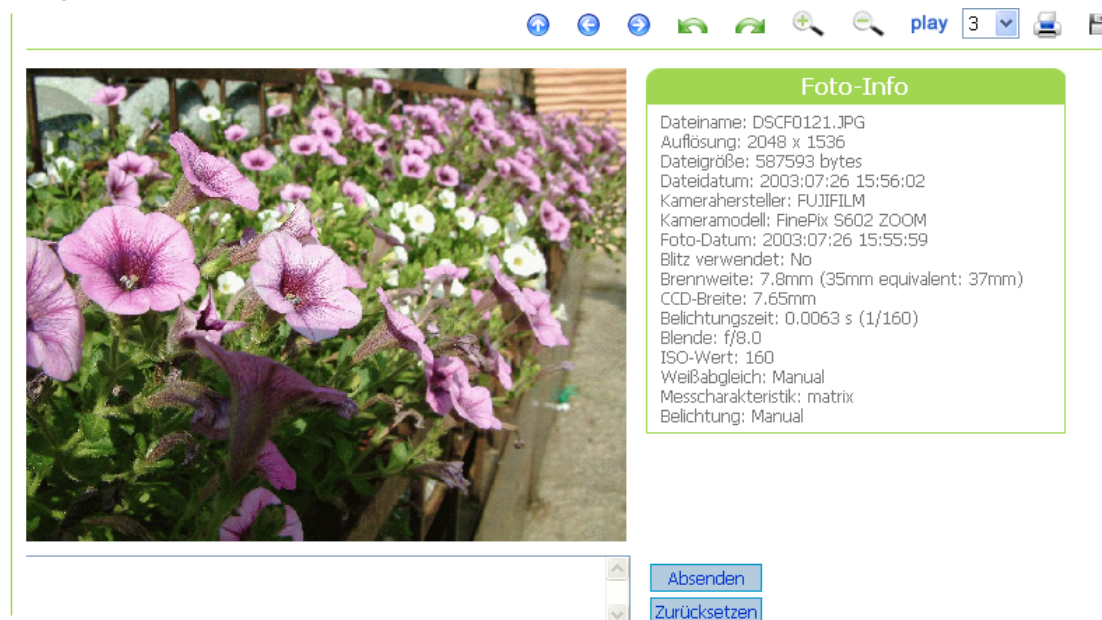 play 3
Foto-Info
Dateiname: DSCF0121.JPG
Auflösung: 2048 x 1536
Dateigröße: 587593 bytes
Dateidatum: 2003:07:26 15:56:02
Kamerahersteller: FUJIFILM
Kameramodell: FinePix S602 ZOOM
Foto-Datum: 2003:07:26 15:55:59
Blitz verwendet: No
Brennweite: 7.8mm (35mm equivalent: 37mm)
CCD-Breite: 7.65mm
Belichtungszeit: 0.0063 s (1/160)
Blende: f/8.0
ISO-Wert: 160
Weißabgleich: Manual
Messcharakteristik: matrix
Belichtung: Manual
Absenden
Zurücksetzen